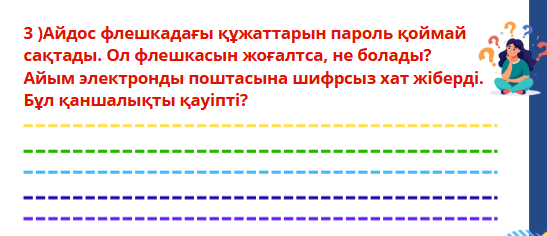 3 )Айдос флешкадағы құжаттарын пароль қоймай
сақтады. Ол флешкасын жоғалтса, не болады?
Айым электронды поштасына шифрсыз хат жіберді.
Бұл қаншалықты қауіпті?